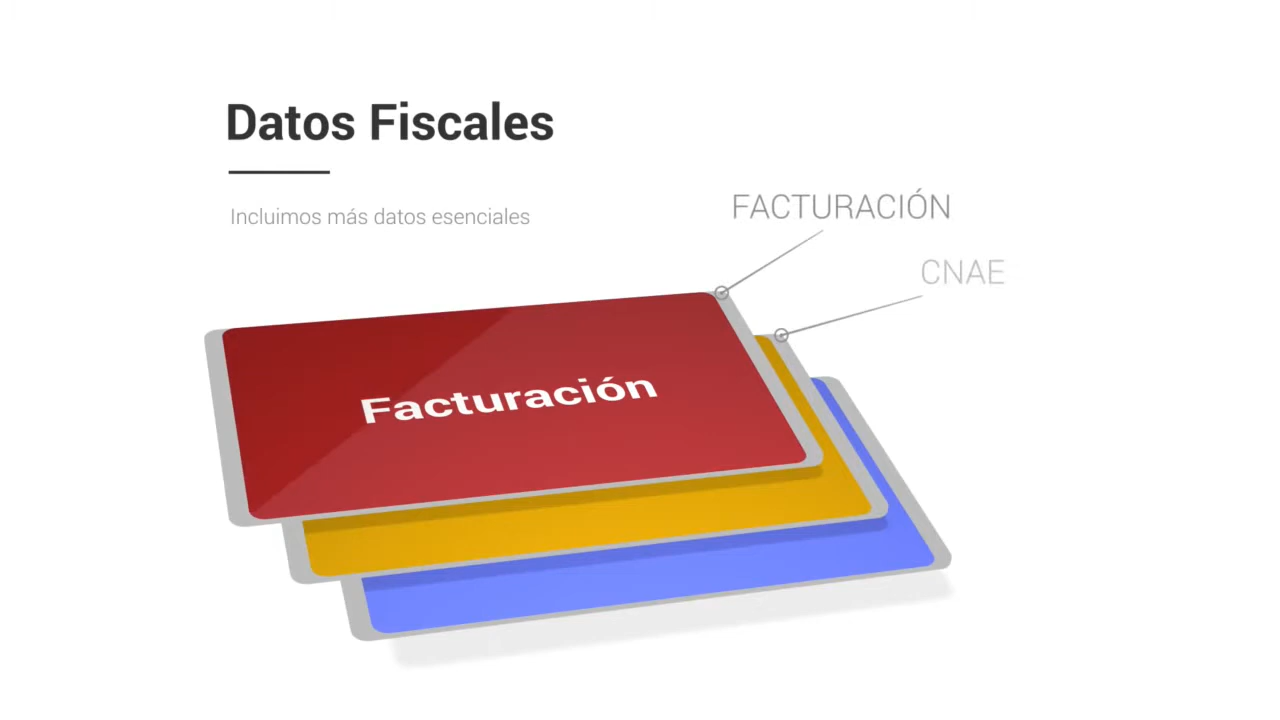 Datos Fiscales
Incluimos más datos esenciales
FACTURACIÓN
CNAE
Facturación